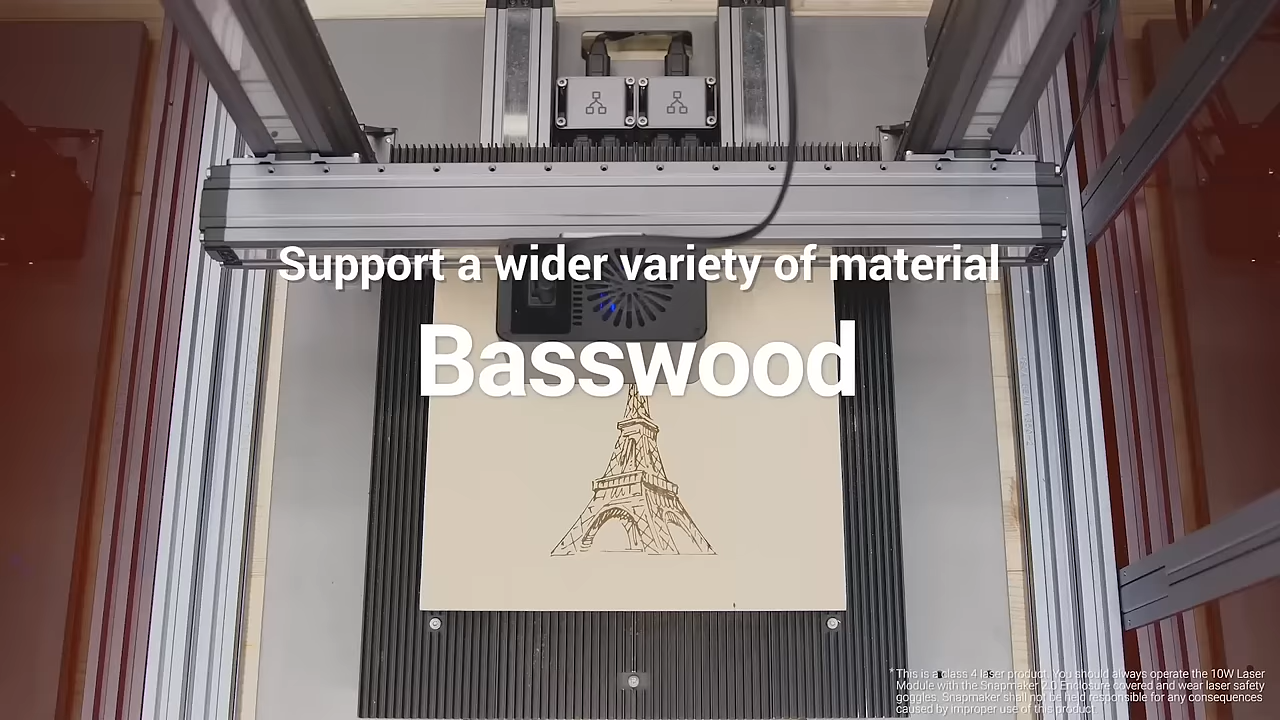 Support a wider variety of material
Basswood
* This is a class 4 laser product. You should always operate the 10W Laser
Module with the Snapmaker 2.0 Enclosure covered and wear laser safety
goggles. Snapmaker shall not be held responsible for any consequences
caused by improper use of this product.